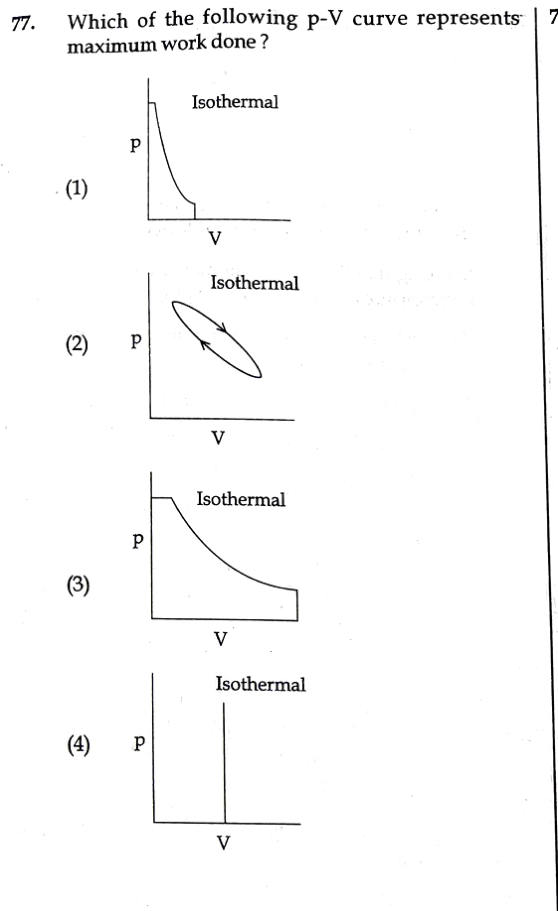 77. Which of the following p-V curve represents 7
maximum work done ?
Isothermal
p
(1)
V
Isothermal
(2) p
V
Isothermal
p
(3)
V
Isothermal
(4) p
V